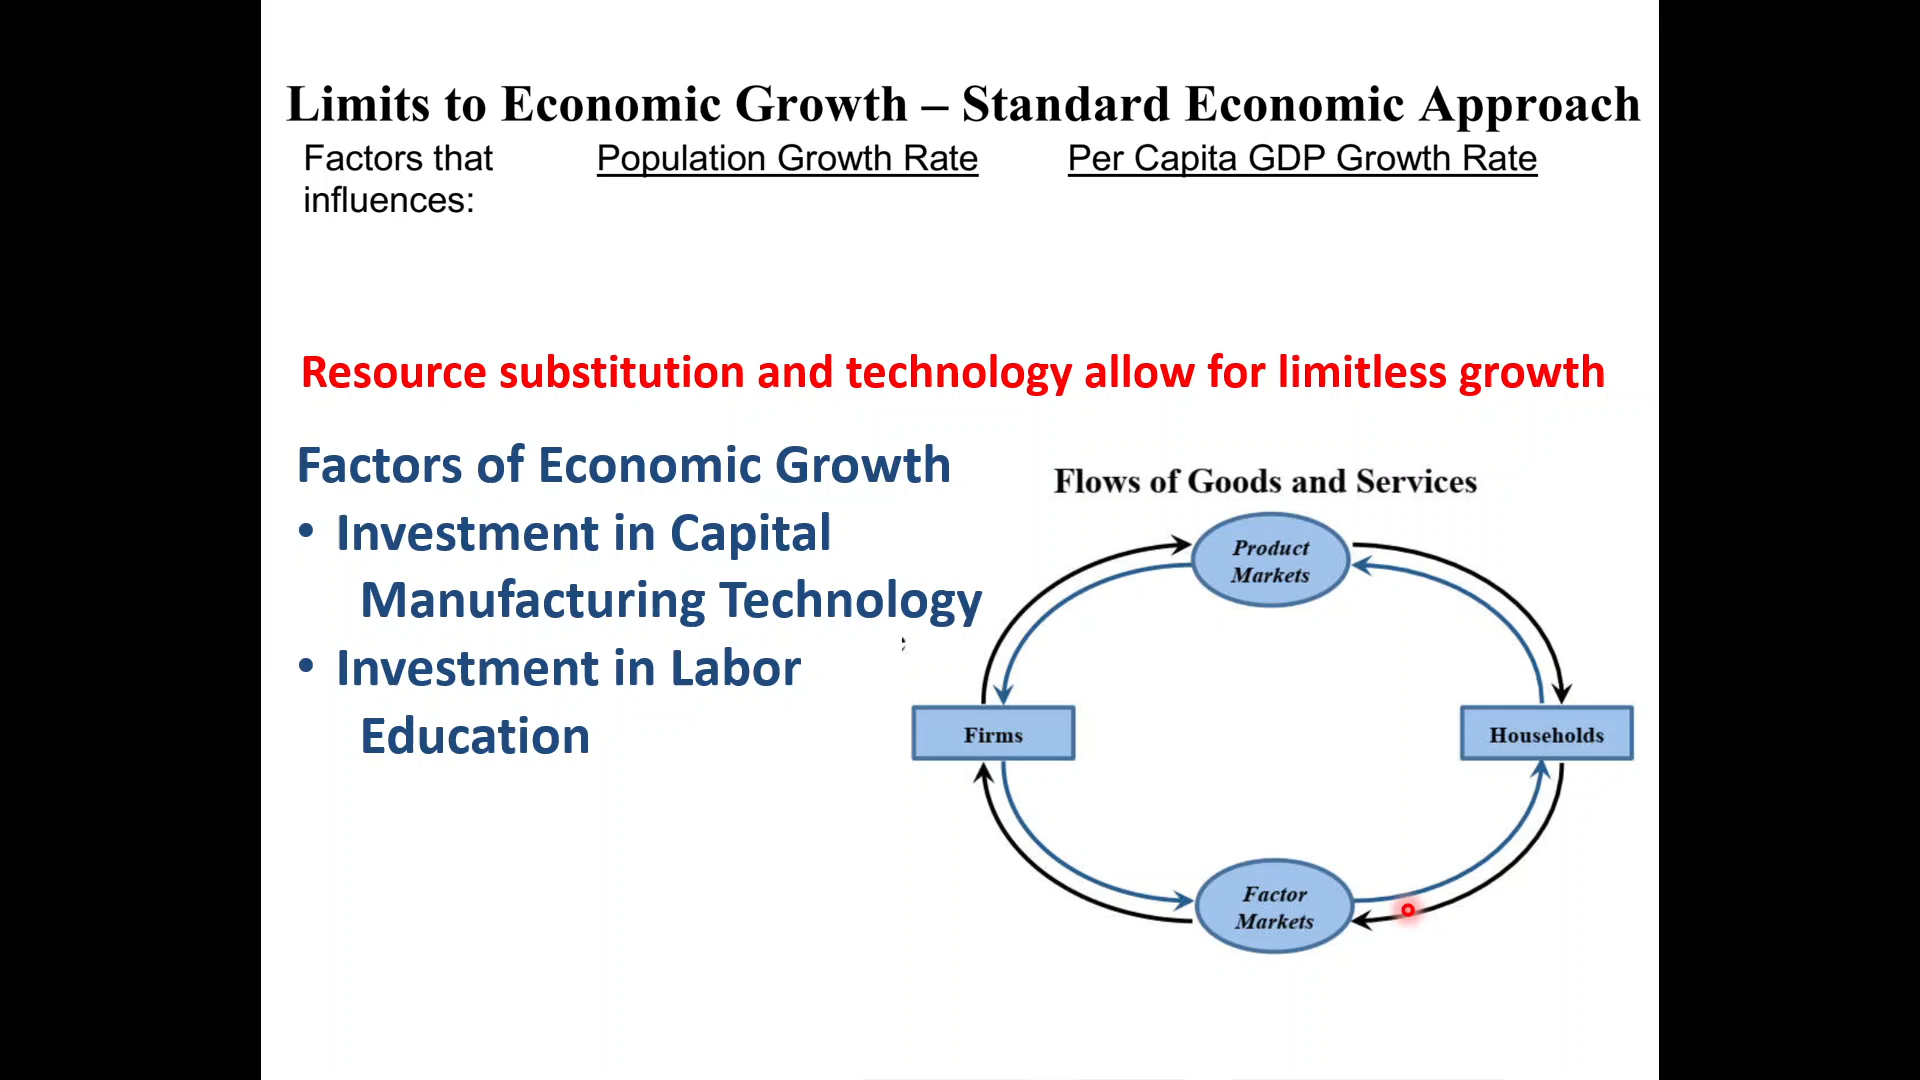 Limits to Economic Growth – Standard Economic Approach
Factors that influences:
Population Growth Rate
Per Capita GDP Growth Rate
Resource substitution and technology allow for limitless growth
Factors of Economic Growth
• Investment in Capital
Manufacturing Technology
• Investment in Labor
Education
Flows of Goods and Services
Product
Markets
Firms
Households
Factor
Markets